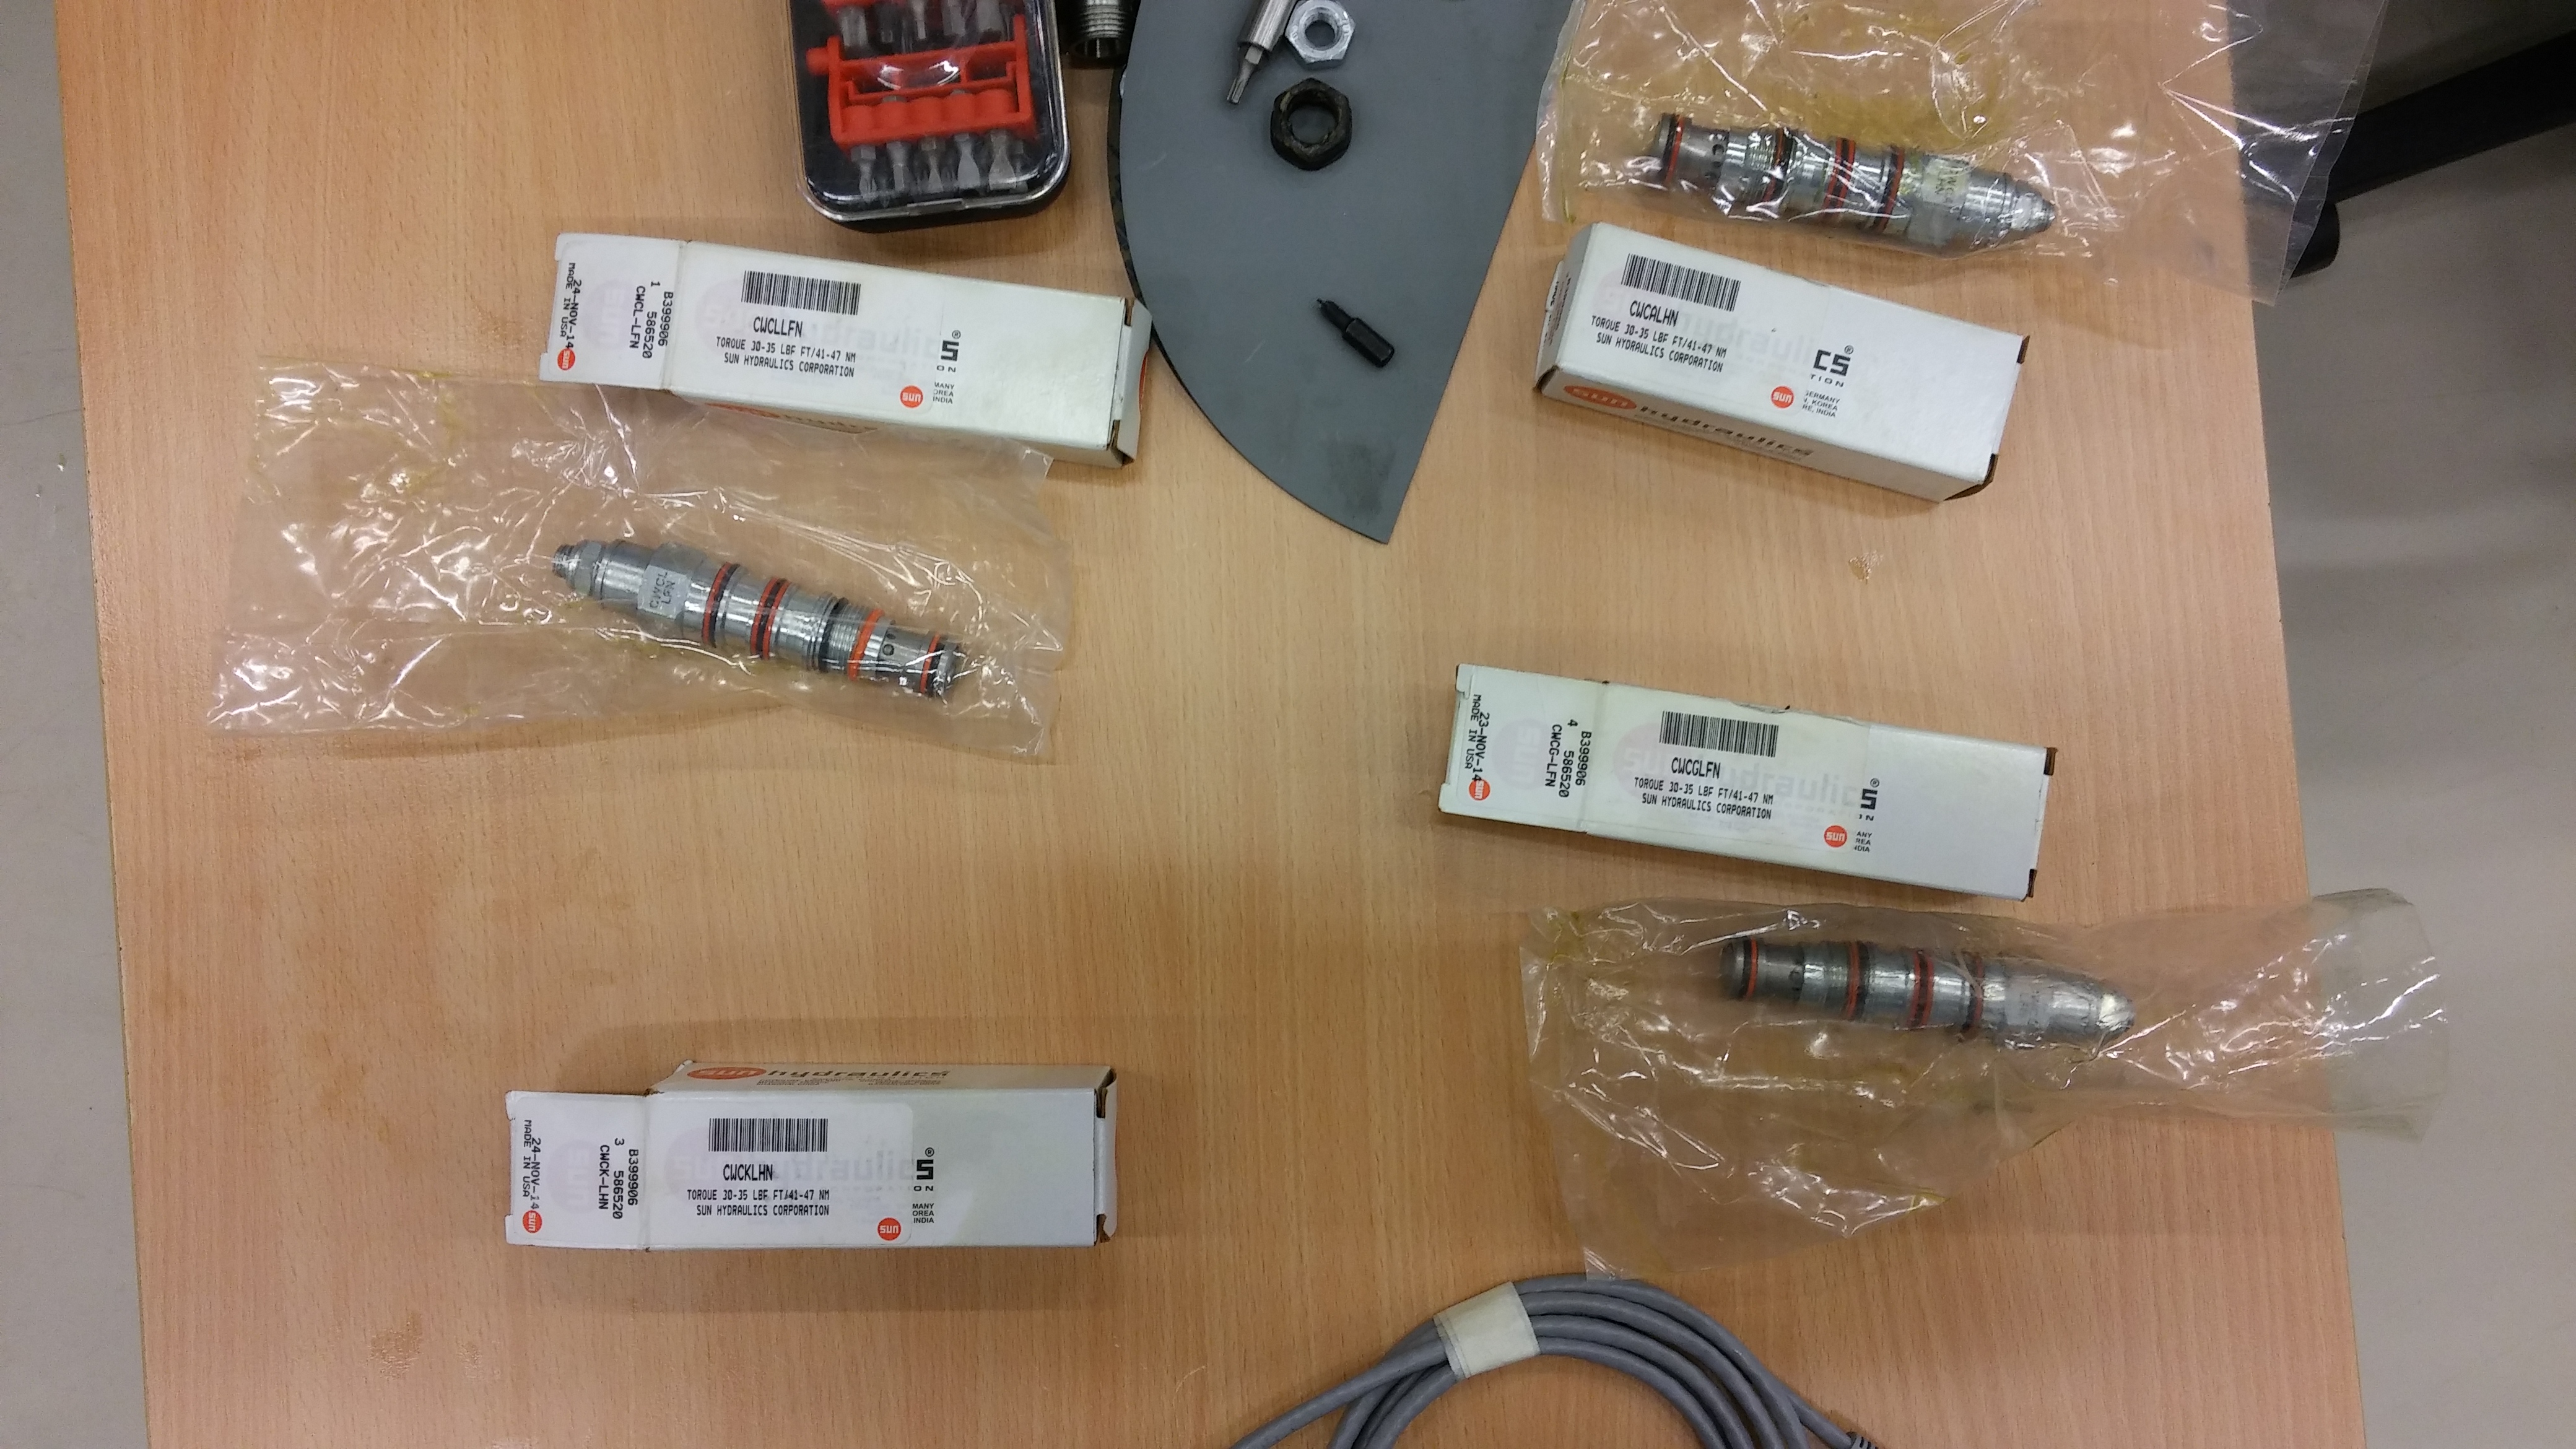 B399906
1 586520
CWCL-LFN
24-NOV-14
MADE IN USA
sun
CWCLLFN
TORQUE 30-35 LBF FT/41-47 NM
SUN HYDRAULICS CORPORATION
sun
S®
ON
MANY
OREA
INDIA
CWCL
LFN
CWCALHN
TORQUE 30-35 LBF FT/41-47 NM
SUN HYDRAULICS CORPORATION
sun
CS®
TION
GERMANY
, KOREA
RE, INDIA
sun hydraulics
B399906
4 586520
CWCG-LFN
23-NOV-14
MADE IN USA
sun
CWCGLFN
TORQUE 30-35 LBF FT/41-47 NM
SUN HYDRAULICS CORPORATION
sun
S®
N
ANY
REA
INDIA
sun hydraulics
B399906
3 586520
CWCK-LHN
24-NOV-14
MADE IN USA
sun
CWCKLHN
TORQUE 30-35 LBF FT/41-47 NM
SUN HYDRAULICS CORPORATION
sun
S®
ON
MANY
OREA
INDIA